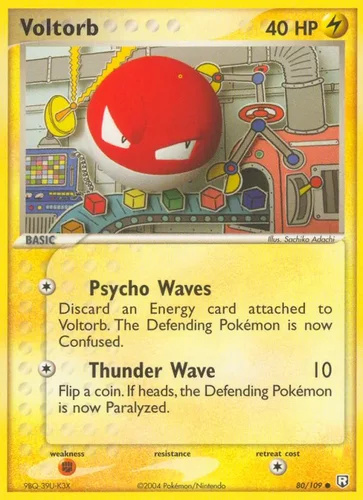 Voltorb 40 HP
BASIC
Illus. Sachiko Adachi
Psycho Waves
Discard an Energy card attached to
Voltorb. The Defending Pokémon is now
Confused.
Thunder Wave 10
Flip a coin. If heads, the Defending Pokémon
is now Paralyzed.
weakness resistance retreat cost
98Q-39U-K3X ©2004 Pokémon/Nintendo 80/109 ● R